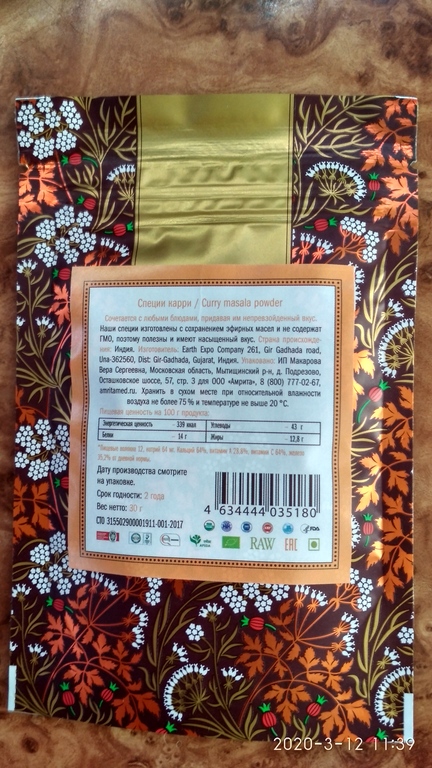 Специи карри / Curry masala powder
Сочетается с любыми блюдами, придавая им непревзойденный вкус.
Наши специи изготовлены с сохранением эфирных масел и не содержат
ГМО, поэтому полезны и имеют насыщенный вкус. Страна происхожде-
ния: Индия. Изготовитель: Earth Expo Company 261, Gir Gadhada road,
Una-382560, Dist: Gir-Gadhada, Gujarat, Индия. Упаковано: ИП Макарова
Вера Сергеевна, Московская область, Мытищинский р-н, д. Подрезово,
Осташковское шоссе, 57, стр. 3 для ООО «Амрита», 8 (800) 777-02-67,
amritamed.ru. Хранить в сухом месте при относительной влажности
воздуха не более 75 % и температуре не выше 20 °С.
Пищевая ценность на 100 г продукта:
Энергетическая ценность - 339 ккал Углеводы - 43 г
Белки - 14 г Жиры - 12,8 г
от дневной нормы.
Дату производства смотрите
на упаковке.
Срок годности: 2 года
Вес нетто: 30 г
СТО 315502900001911-001-2017
4 634444 035180
RAW EAC
FDA
2020-3-12 11:39